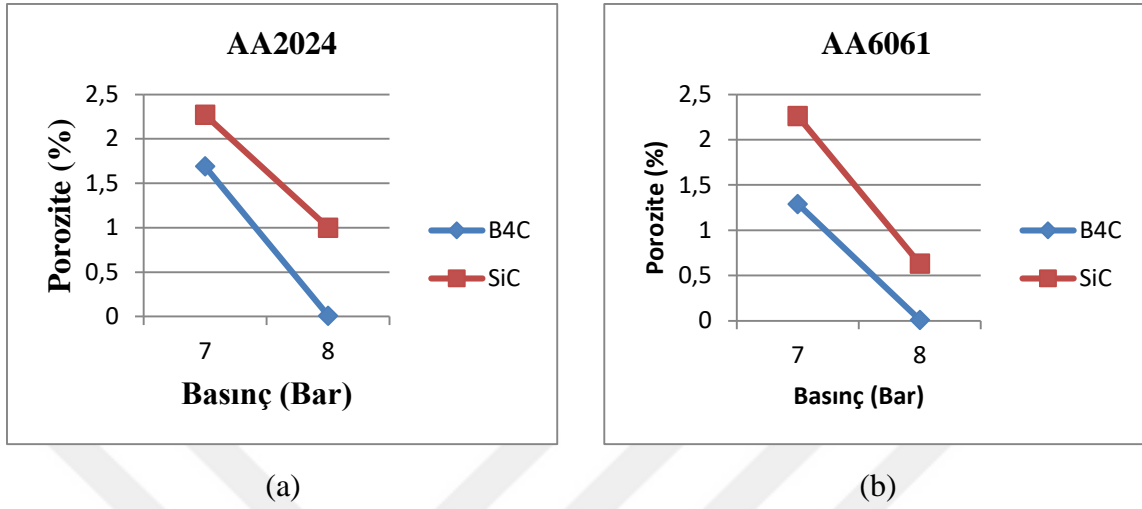 AA2024
2,5
2
1,5
1
0,5
0
Porozite (%)
7 8
Basınç (Bar)
B4C
SiC
(a)
AA6061
2,5
2
1,5
1
0,5
0
Porozite (%)
7 8
Basınç (Bar)
B4C
SiC
(b)